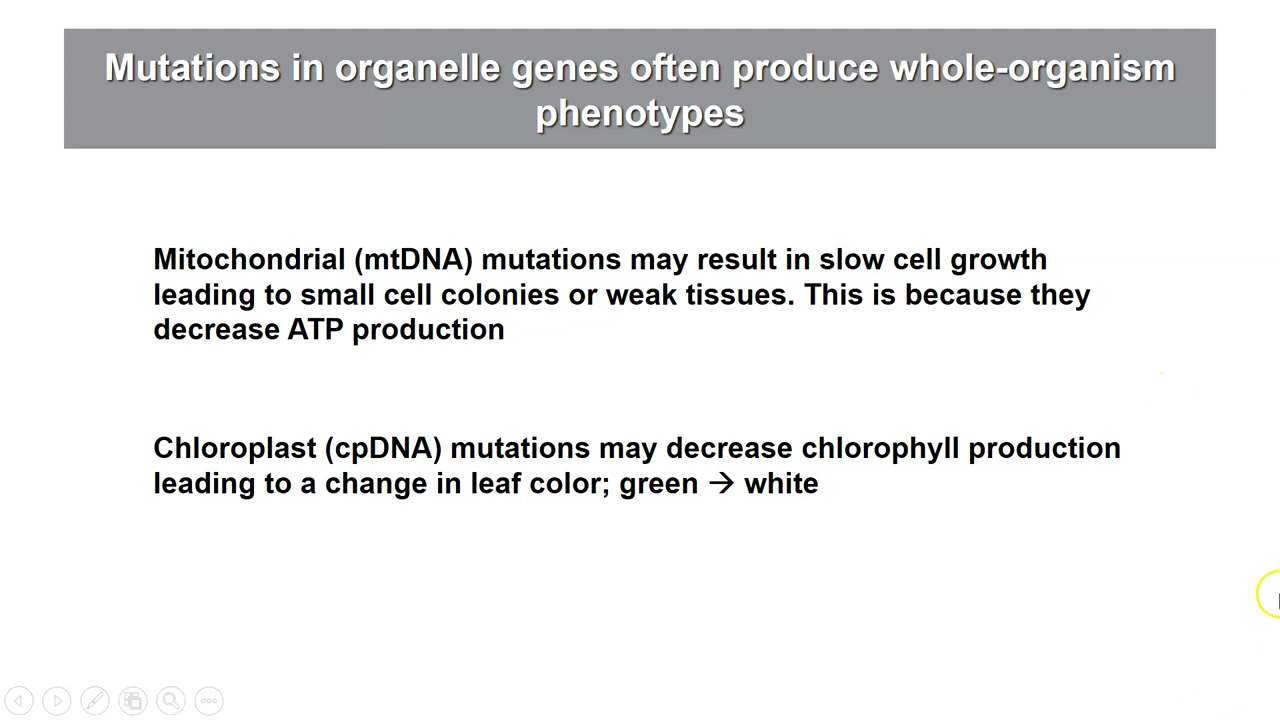 Mutations in organelle genes often produce whole-organism
phenotypes
Mitochondrial (mtDNA) mutations may result in slow cell growth
leading to small cell colonies or weak tissues. This is because they
decrease ATP production
Chloroplast (cpDNA) mutations may decrease chlorophyll production
leading to a change in leaf color; green → white